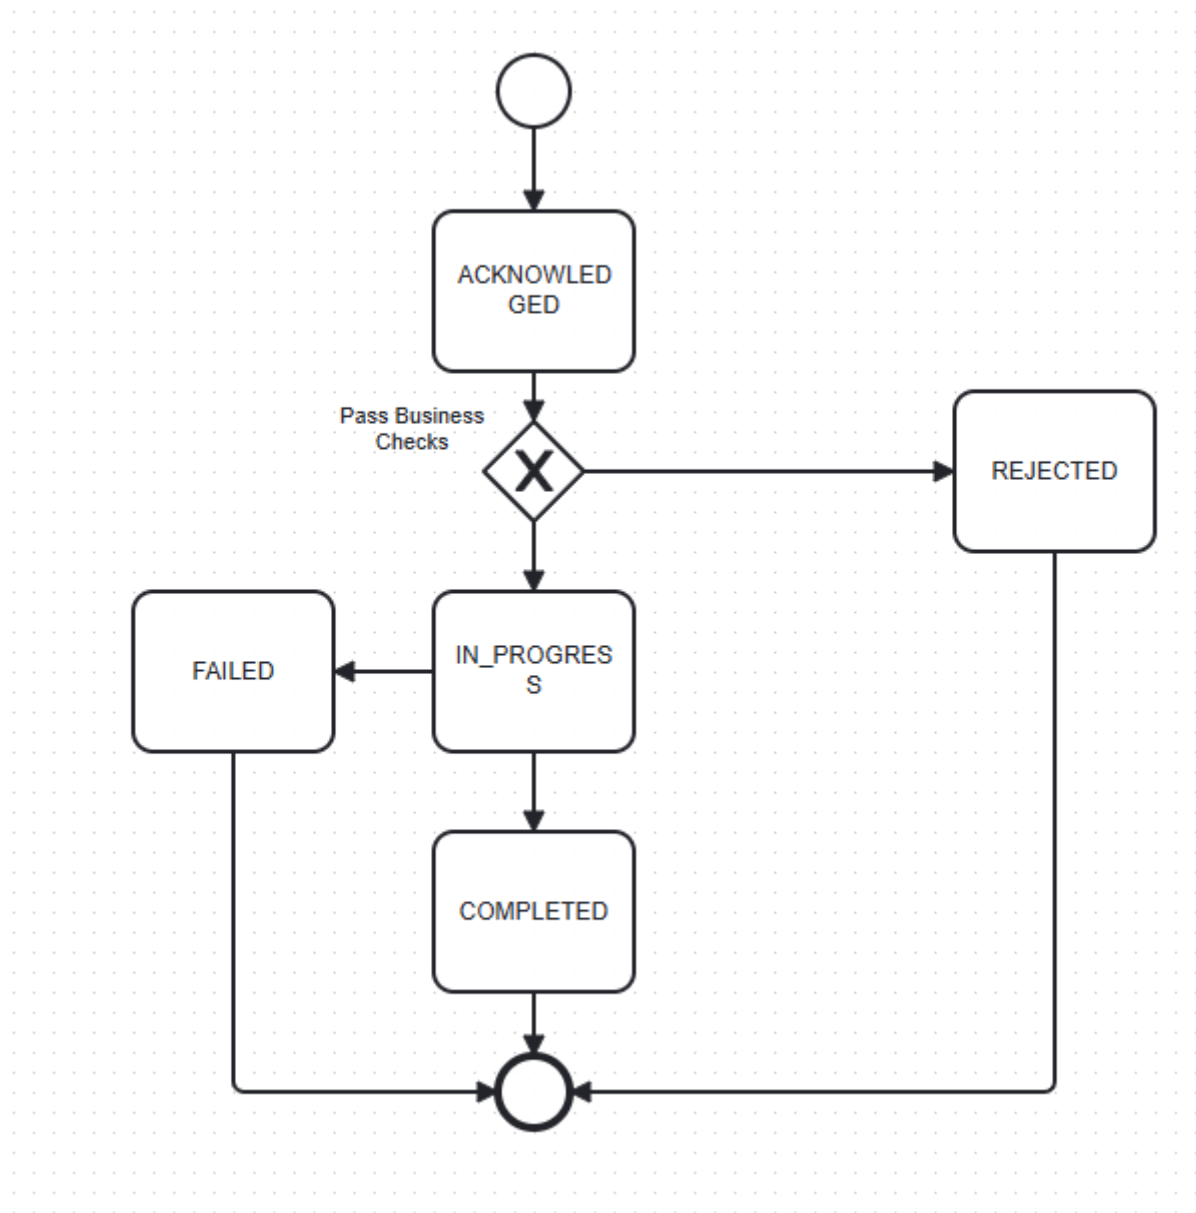 ACKNOWLED
GED
Pass Business
Checks
X
REJECTED
FAILED
IN_PROGRES
S
COMPLETED